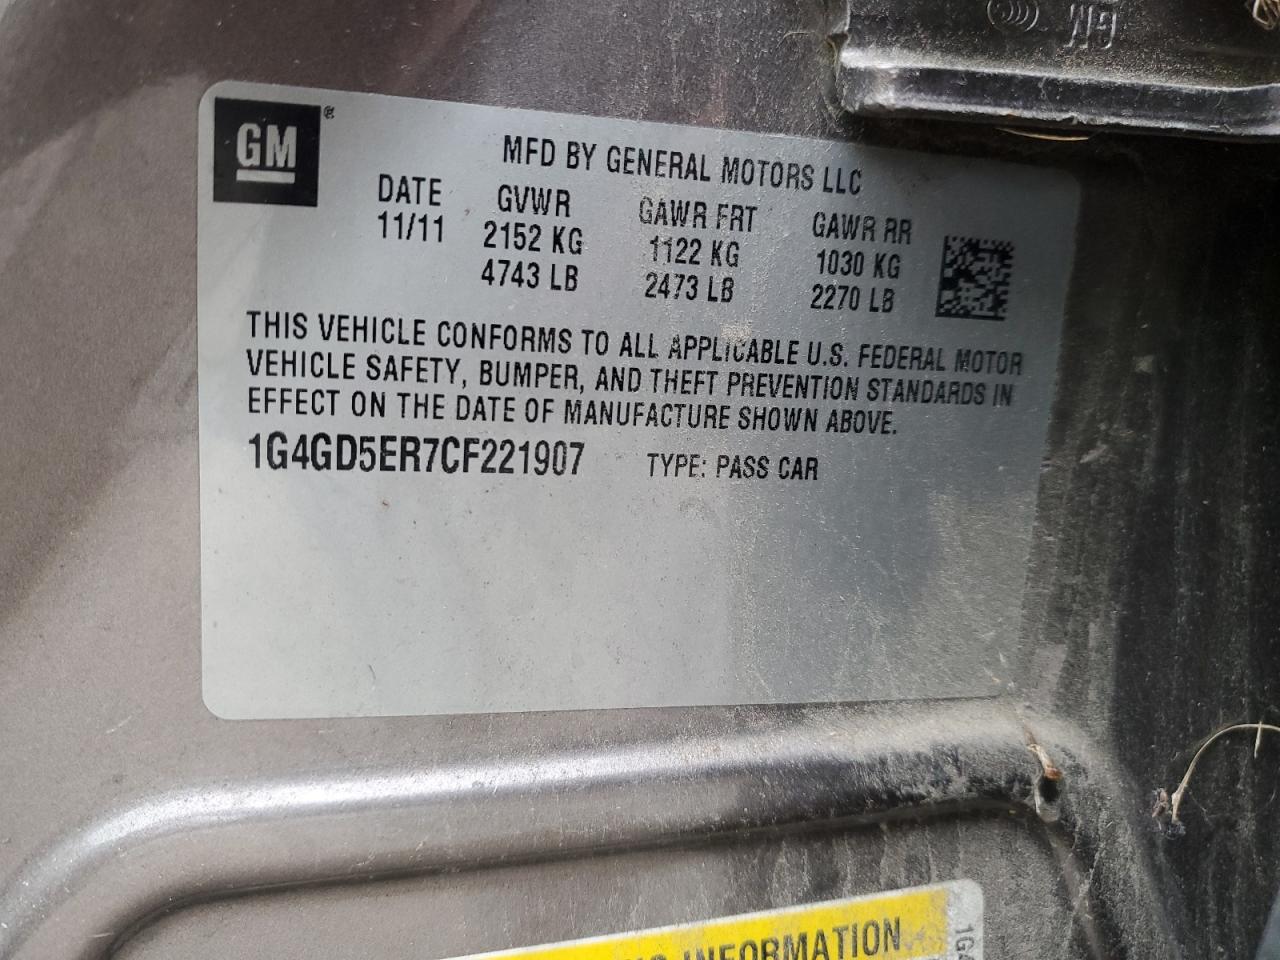 GM
GM
®
MFD BY GENERAL MOTORS LLC
DATE GVWR GAWR FRT GAWR RR
11/11 2152 KG 1122 KG 1030 KG
4743 LB 2473 LB 2270 LB
THIS VEHICLE CONFORMS TO ALL APPLICABLE U.S. FEDERAL MOTOR
VEHICLE SAFETY, BUMPER, AND THEFT PREVENTION STANDARDS IN
EFFECT ON THE DATE OF MANUFACTURE SHOWN ABOVE.
1G4GD5ER7CF221907 TYPE: PASS CAR
INFORMATION